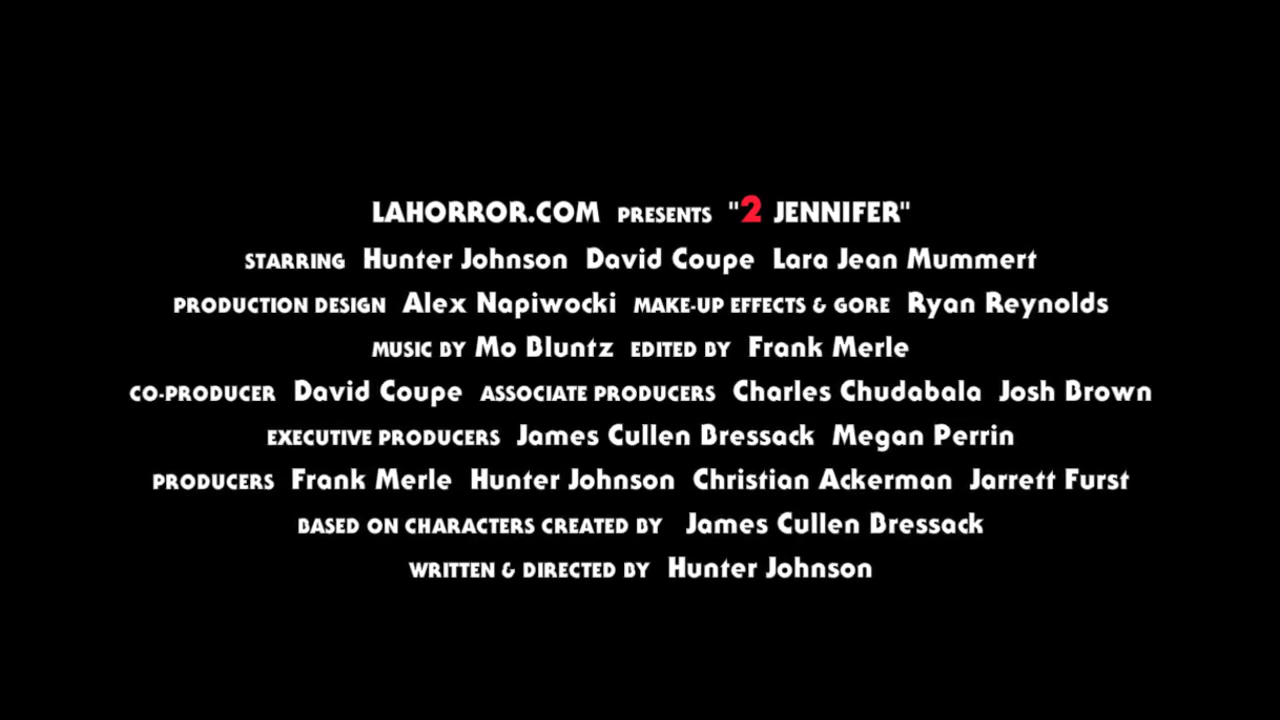 LAHORROR.COM PRESENTS "2 JENNIFER"
STARRING Hunter Johnson David Coupe Lara Jean Mummert
PRODUCTION DESIGN Alex Napiwocki MAKE-UP EFFECTS & GORE Ryan Reynolds
MUSIC BY Mo Bluntz EDITED BY Frank Merle
CO-PRODUCER David Coupe ASSOCIATE PRODUCERS Charles Chudabala Josh Brown
EXECUTIVE PRODUCERS James Cullen Bressack Megan Perrin
PRODUCERS Frank Merle Hunter Johnson Christian Ackerman Jarrett Furst
BASED ON CHARACTERS CREATED BY James Cullen Bressack
WRITTEN & DIRECTED BY Hunter Johnson